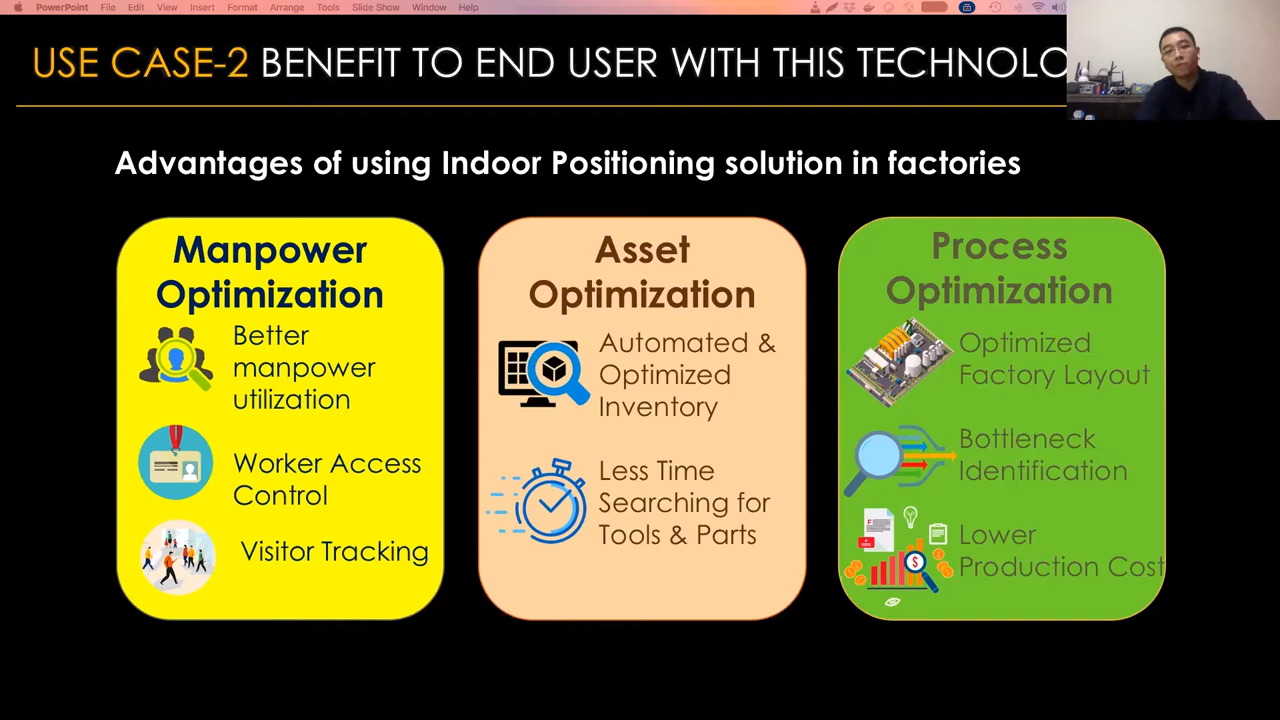 PowerPoint File Edit View Insert Format Arrange Tools Slide Show Window Help
USE CASE-2 BENEFIT TO END USER WITH THIS TECHNOLO
Advantages of using Indoor Positioning solution in factories
Manpower
Optimization
Better
manpower
utilization
Worker Access
Control
Visitor Tracking
Asset
Optimization
Automated &
Optimized
Inventory
Less Time
Searching for
Tools & Parts
Process
Optimization
Optimized
Factory Layout
Bottleneck
Identification
Lower
Production Cost